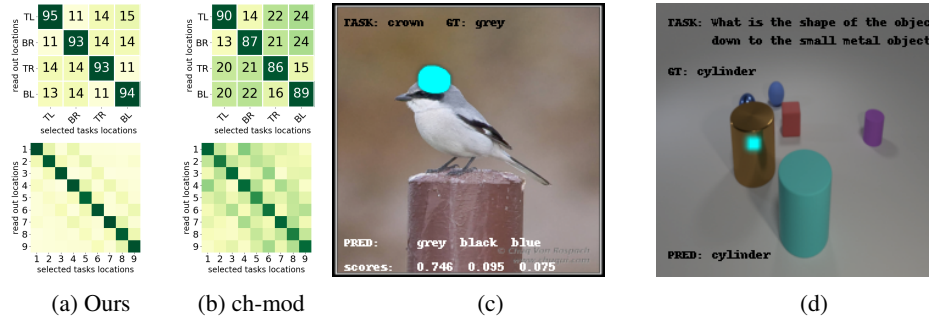 TL 95 11 14 15
BR 11 93 14 14
TR 14 14 93 11
BL 13 14 11 94
TL BR TR BL
read out locations
selected tasks locations
1
2
3
4
5
6
7
8
9
1 2 3 4 5 6 7 8 9
read out locations
selected tasks locations
(a) Ours
TL 90 14 22 24
BR 13 87 21 24
TR 20 21 86 15
BL 20 22 16 89
TL BR TR BL
read out locations
selected tasks locations
1
2
3
4
5
6
7
8
9
1 2 3 4 5 6 7 8 9
read out locations
selected tasks locations
(b) ch-mod
TASK: crown GT: grey
PRED: grey black blue
scores: 0.746 0.095 0.075
(c)
TASK: What is the shape of the objec
down to the small metal object
GT: cylinder
PRED: cylinder
(d)